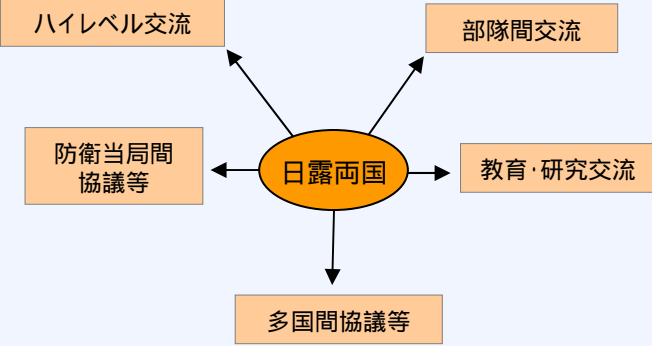 ハイレベル交流
部隊間交流
防衛当局間
協議等
日露両国
教育・研究交流
多国間協議等